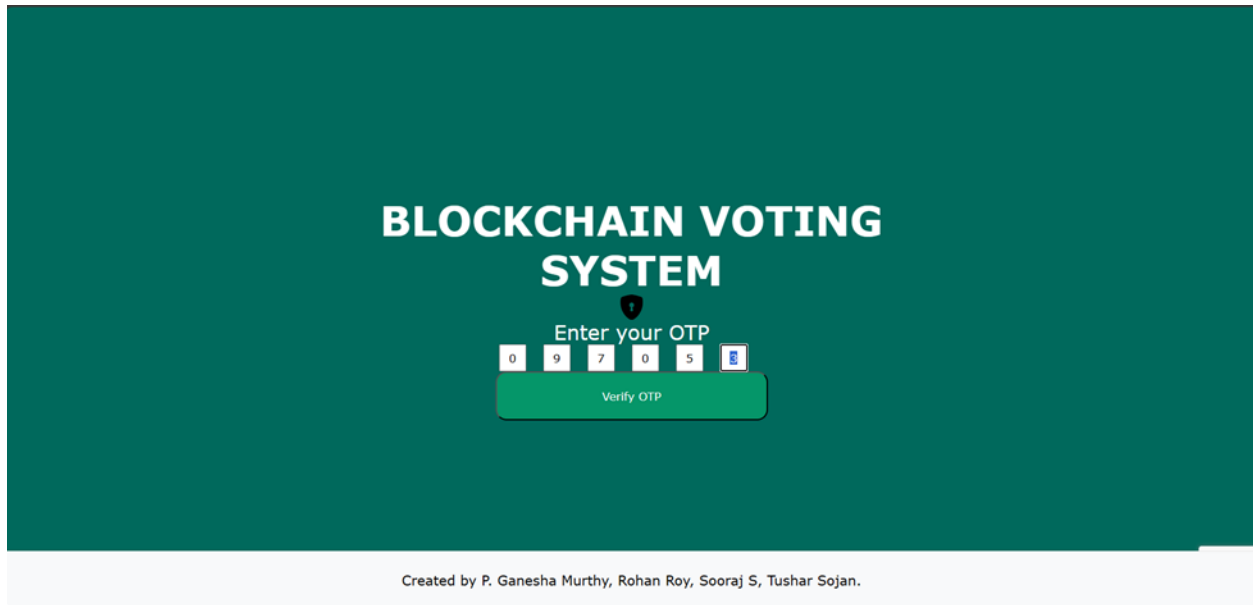 BLOCKCHAIN VOTING
SYSTEM
Enter your OTP
0 9 7 0 5 3
Verify OTP
Created by P. Ganesha Murthy, Rohan Roy, Sooraj S, Tushar Sojan.